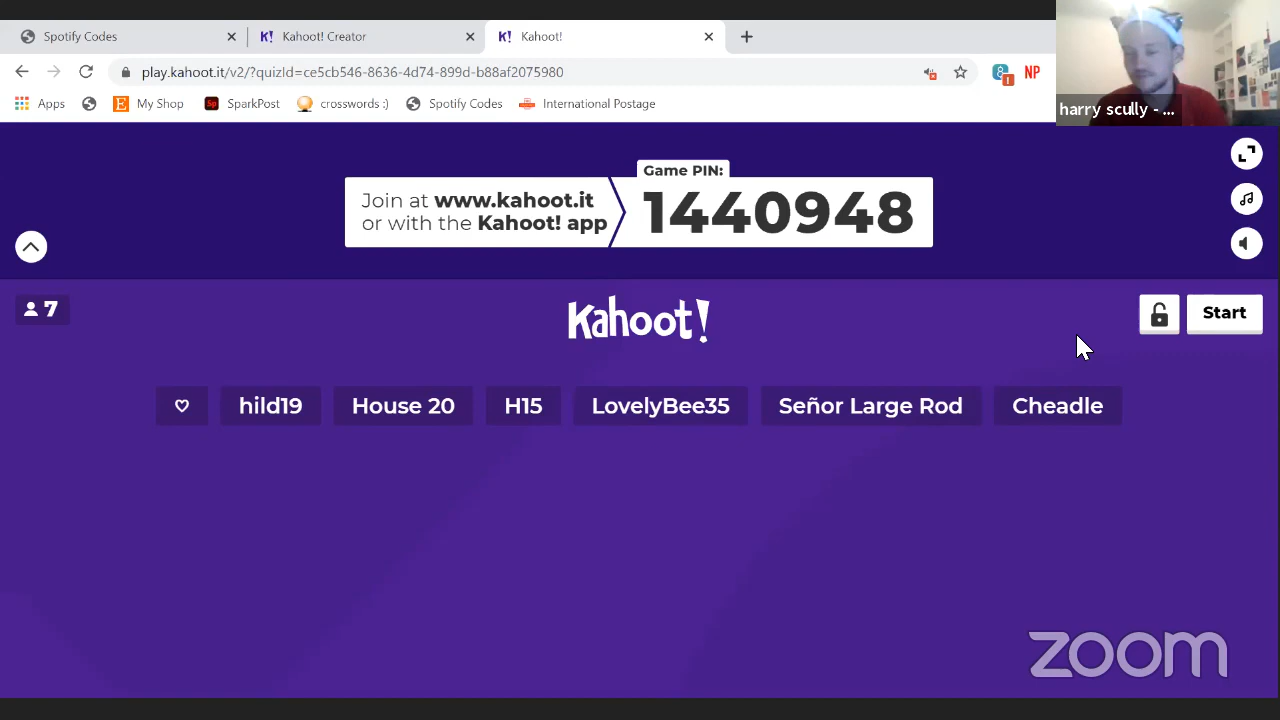 Spotify Codes
Kahoot! Creator
Kahoot!
play.kahoot.it/v2/?quizId=ce5cb546-8636-4d74-899d-b88af2075980
NP
Apps
My Shop
SparkPost
crosswords :)
Spotify Codes
International Postage
harry scully - ...
Join at www.kahoot.it
or with the Kahoot! app
Game PIN:
1440948
7
Kahoot!
Start
hild19
House 20
H15
LovelyBee35
Señor Large Rod
Cheadle
zoom